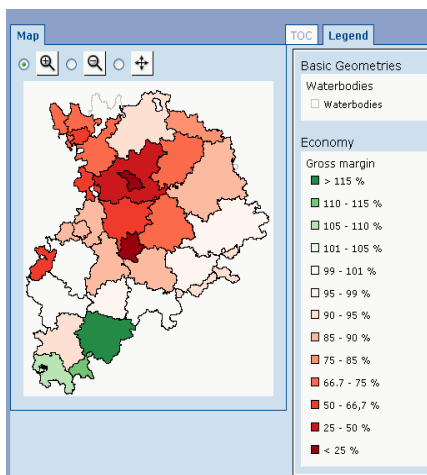 Map
TOC Legend
Basic Geometries
Waterbodies
Waterbodies
Economy
Gross margin
> 115 %
110 - 115 %
105 - 110 %
101 - 105 %
99 - 101 %
95 - 99 %
90 - 95 %
85 - 90 %
75 - 85 %
66.7 - 75 %
50 - 66,7 %
25 - 50 %
< 25 %